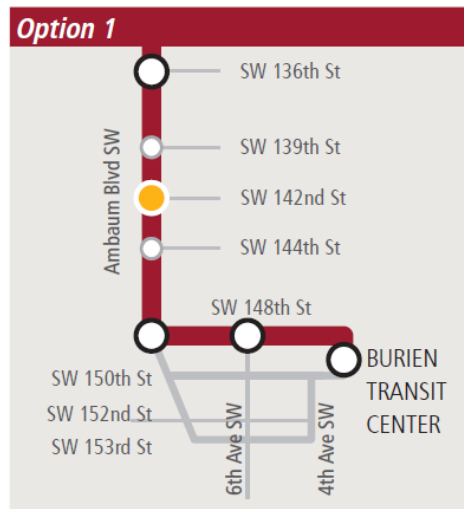 Option 1
SW 136th St
Ambaum Blvd SW
SW 139th St
SW 142nd St
SW 144th St
SW 148th St
BURIEN
TRANSIT
CENTER
SW 150th St
SW 152nd St
SW 153rd St
6th Ave SW
4th Ave SW